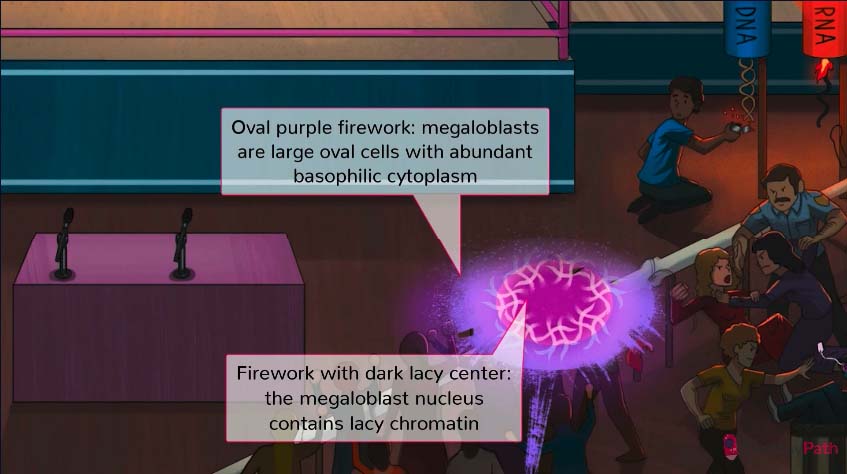 DNA
RNA
Oval purple firework: megaloblasts
are large oval cells with abundant
basophilic cytoplasm
Firework with dark lacy center:
the megaloblast nucleus
contains lacy chromatin
Path